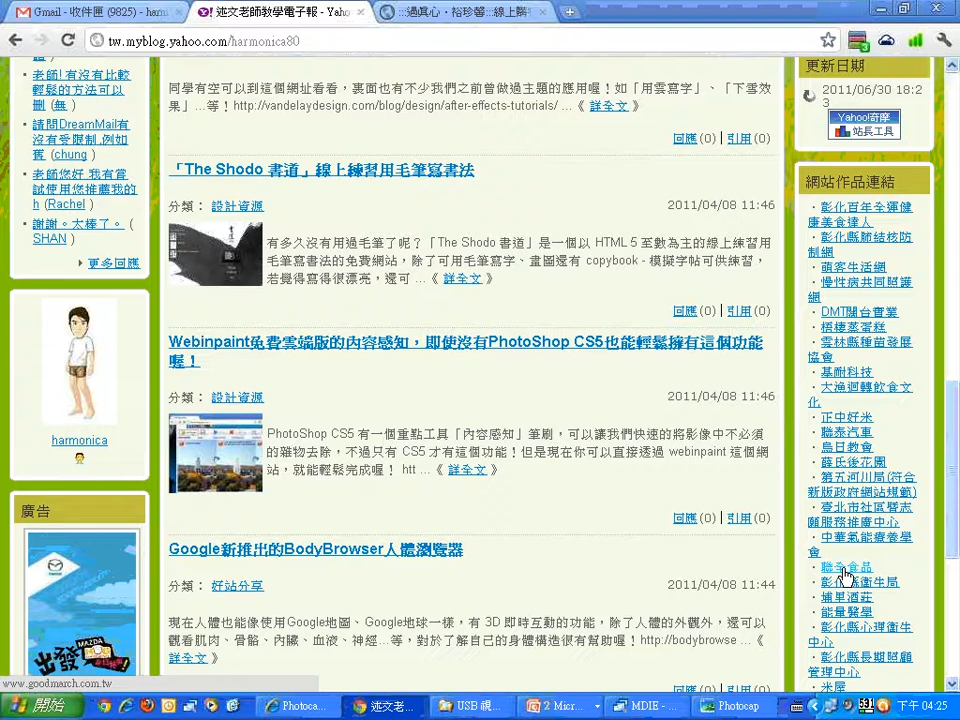 Gmail - 收件匣 (9825) - harm
述文老師教學電子報 - Yaho
:::過真心‧裕珍馨:::線上購
tw.myblog.yahoo.com/harmonica80
老師!有沒有比較
輕鬆的方法可以
刪 (無 )
請問DreamMail有
沒有受限制,例如
舊 (chung )
老師您好 我有嘗
試使用您推薦我的
h (Rachel )
謝謝。太棒了。 (
SHAN )
更多回應
harmonica
廣告
出發
MAZDA
同學有空可以到這個網址看看，裏面也有不少我們之前曾做過主題的應用喔！如「用雲寫字」、「下雪效
果」...等！http://vandelaydesign.com/blog/design/after-effects-tutorials/ ...《 詳全文 》
回應(0) | 引用(0)
「The Shodo 書道」線上練習用毛筆寫書法
分類： 設計資源
2011/04/08 11:46
有多久沒有用過毛筆了呢？「The Shodo 書道」是一個以 HTML 5 至數為主的線上練習用
毛筆寫書法的免費網站，除了可用毛筆寫字、畫圖還有 copybook - 模擬字帖可供練習，
若覺得寫得很漂亮，還可 ...《 詳全文 》
回應(0) | 引用(0)
Webinpaint免費雲端版的內容感知，即使沒有PhotoShop CS5也能輕鬆擁有這個功能
喔！
分類： 設計資源
2011/04/08 11:46
PhotoShop CS5 有一個重點工具「內容感知」筆刷，可以讓我們快速的將影像中不必須
的雜物去除，不過只有 CS5 才有這個功能！但是現在你可以直接透過 webinpaint 這個網
站，就能輕鬆完成喔！ htt ...《 詳全文 》
回應(0) | 引用(0)
Google新推出的BodyBrowser人體瀏覽器
分類： 好站分享
2011/04/08 11:44
現在人體也能像使用Google地圖、Google地球一樣，有 3D 即時互動的功能，除了人體的外觀外，還可以
觀看肌肉、骨骼、內臟、血液、神經...等，對於了解自己的身體構造很有幫助喔！http://bodybrowse ...《
詳全文 》
回應(0) | 引用(0)
更新日期
2011/06/30 18:2
3
Yahoo!奇摩
站長工具
網站作品連結
彰化百年全運健
康美食達人
彰化縣肺結核防
制網
萌客生活網
慢性病共同照護
網
DMT關台實業
梧棲蒸蛋糕
雲林縣種苗發展
協會
基耐科技
大漁迴轉飲食文
化
正中好米
聯泰汽車
鳥日教會
薛氏後花園
第五河川局(符合
新版政府網站規範)
臺北市社區暨志
願服務推廣中心
中華氣能療養學
會
聯全食品
彰化縣衛生局
埔里酒莊
能量醫學
彰化縣心理衛生
中心
彰化縣長期照顧
管理中心
米屋
www.goodmarch.com.tw
開始
Photoca...
述文老...
USB 視...
2 Micr...
MDIE - ...
Photocap
下午 04:25